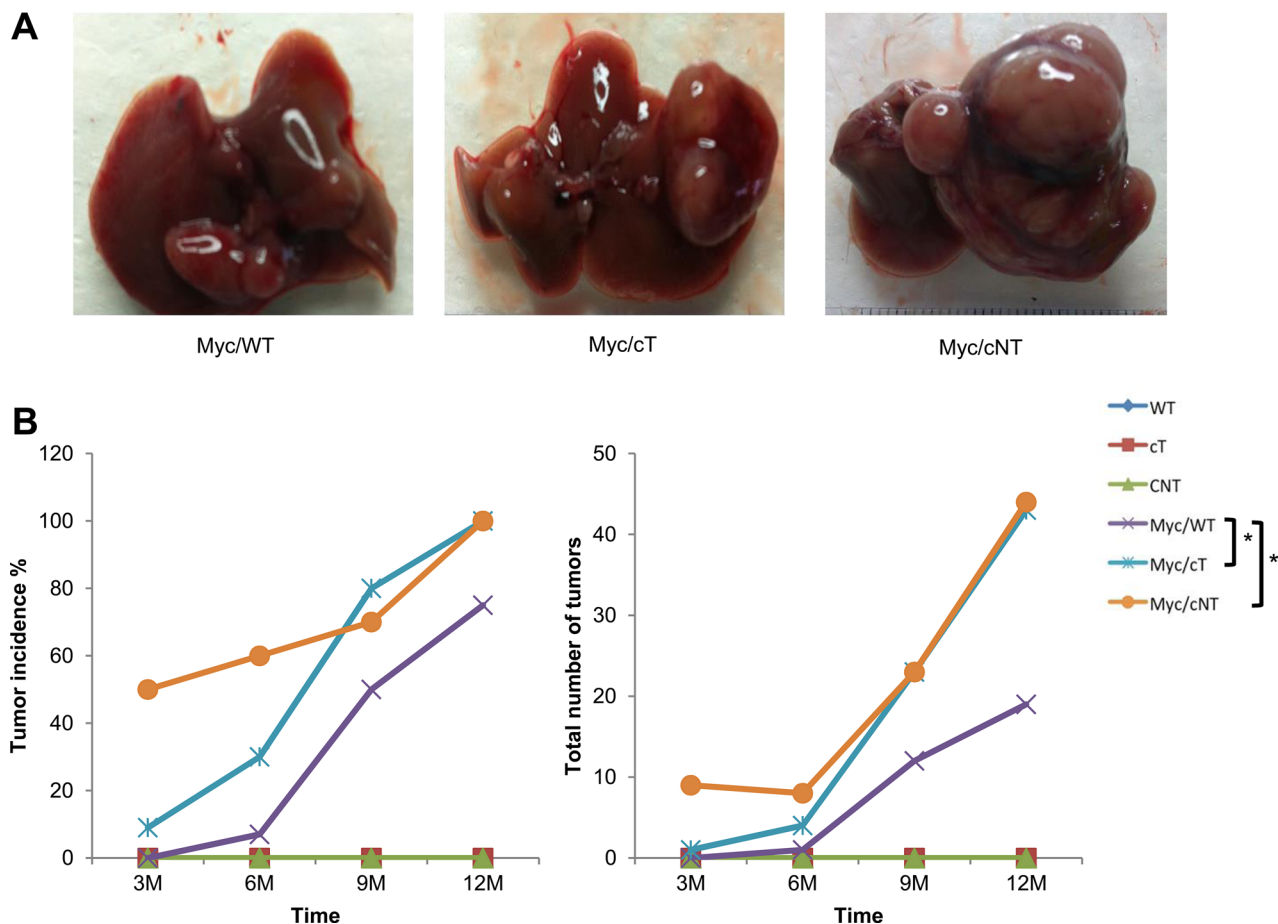 A
Myc/WT
Myc/cT
Myc/cNT
B
Tumor incidence %
120
100
80
60
40
20
0
3M 6M 9M 12M
Time
Total number of tumors
50
40
30
20
10
0
3M 6M 9M 12M
Time
WT
cT
CNT
Myc/WT
Myc/cT
Myc/cNT
*
*